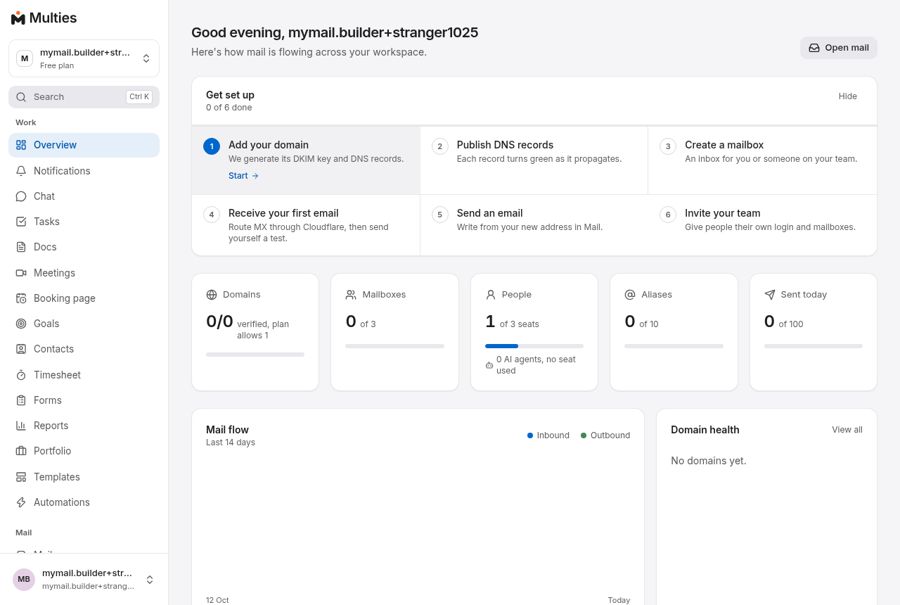 Multies
M
mymail.builder+str...
Free plan
Search
Ctrl K
Work
Overview
Notifications
Chat
Tasks
Docs
Meetings
Booking page
Goals
Contacts
Timesheet
Forms
Reports
Portfolio
Templates
Automations
Mail
MB
mymail.builder+str...
mymail.builder+strang...
Good evening, mymail.builder+stranger1025
Here's how mail is flowing across your workspace.
Open mail
Get set up
0 of 6 done
Hide
1
Add your domain
We generate its DKIM key and DNS records.
Start →
2
Publish DNS records
Each record turns green as it propagates.
3
Create a mailbox
An inbox for you or someone on your team.
4
Receive your first email
Route MX through Cloudflare, then send
yourself a test.
5
Send an email
Write from your new address in Mail.
6
Invite your team
Give people their own login and mailboxes.
Domains
0/0 verified, plan
allows 1
Mailboxes
0 of 3
People
1 of 3 seats
0 AI agents, no seat
used
Aliases
0 of 10
Sent today
0 of 100
Mail flow
Last 14 days
Inbound
Outbound
12 Oct
Today
Domain health
View all
No domains yet.